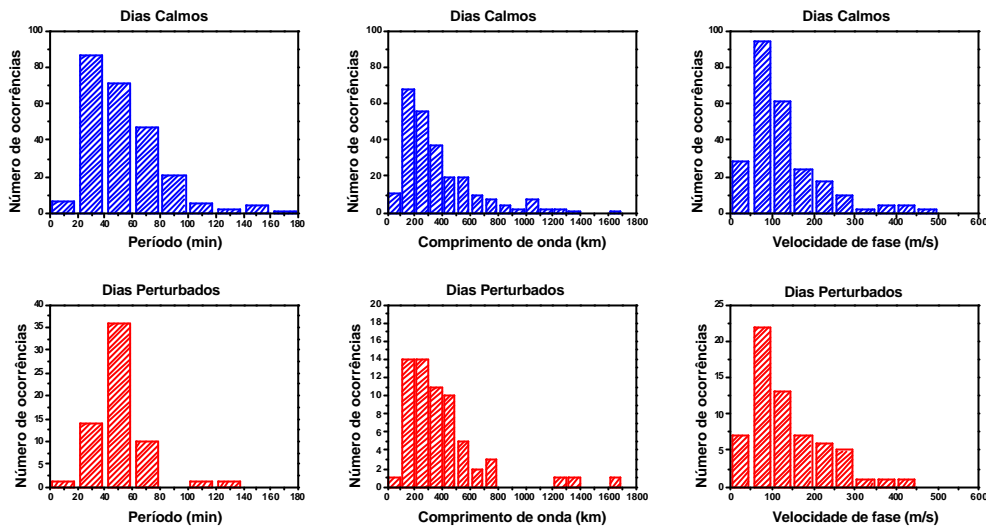 Dias Calmos
Número de ocorrências
100
80
60
40
20
0
0 20 40 60 80 100 120 140 160 180
Período (min)
Dias Calmos
Número de ocorrências
100
80
60
40
20
0
0 200 400 600 800 1000 1200 1400 1600 1800
Comprimento de onda (km)
Dias Calmos
Número de ocorrências
100
80
60
40
20
0
0 100 200 300 400 500 600
Velocidade de fase (m/s)
Dias Perturbados
Número de ocorrências
40
35
30
25
20
15
10
5
0
0 20 40 60 80 100 120 140 160 180
Período (min)
Dias Perturbados
Número de ocorrências
20
18
16
14
12
10
8
6
4
2
0
0 200 400 600 800 1000 1200 1400 1600 1800
Comprimento de onda (km)
Dias Perturbados
Número de ocorrências
25
20
15
10
5
0
0 100 200 300 400 500 600
Velocidade de fase (m/s)